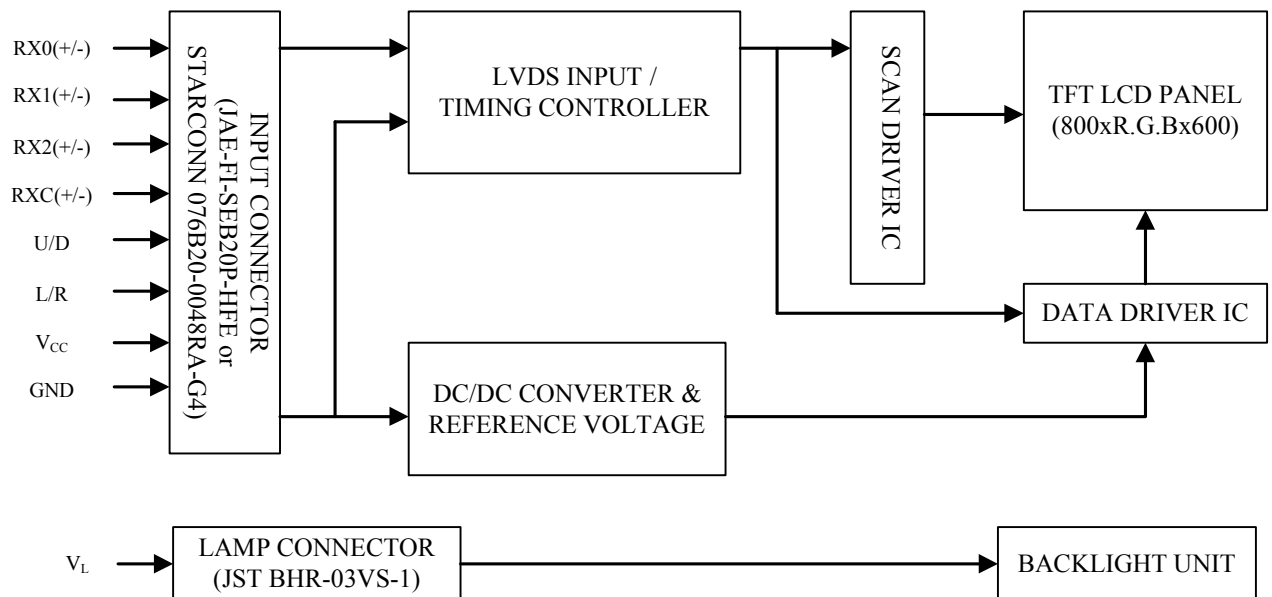 RX0(+/-)
RX1(+/-)
RX2(+/-)
RXC(+/-)
U/D
L/R
VCC
GND
INPUT CONNECTOR
(JAE-FI-SEB20P-HFE or
STARCONN 076B20-0048RA-G4)
LVDS INPUT /
TIMING CONTROLLER
SCAN DRIVER IC
TFT LCD PANEL
(800xR.G.Bx600)
DATA DRIVER IC
DC/DC CONVERTER &
REFERENCE VOLTAGE
VL
LAMP CONNECTOR
(JST BHR-03VS-1)
BACKLIGHT UNIT